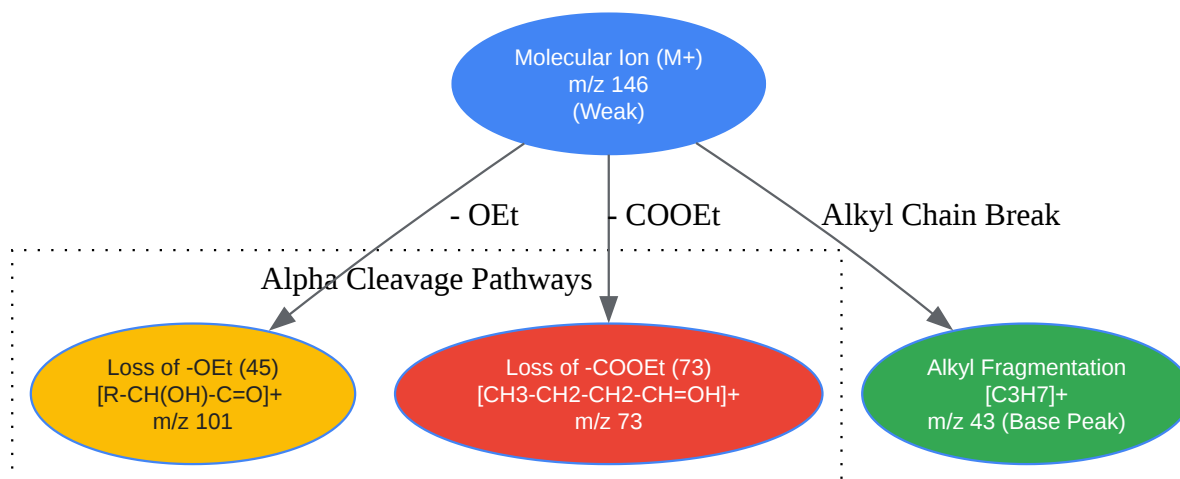 Molecular Ion (M+)
m/z 146
(Weak)
- OEt
- COOEt
Alkyl Chain Break
Alpha Cleavage Pathways
Loss of -OEt (45)
[R-CH(OH)-C=O]+
m/z 101
Loss of -COOEt (73)
[CH3-CH2-CH2-CH=OH]+
m/z 73
Alkyl Fragmentation
[C3H7]+
m/z 43 (Base Peak)